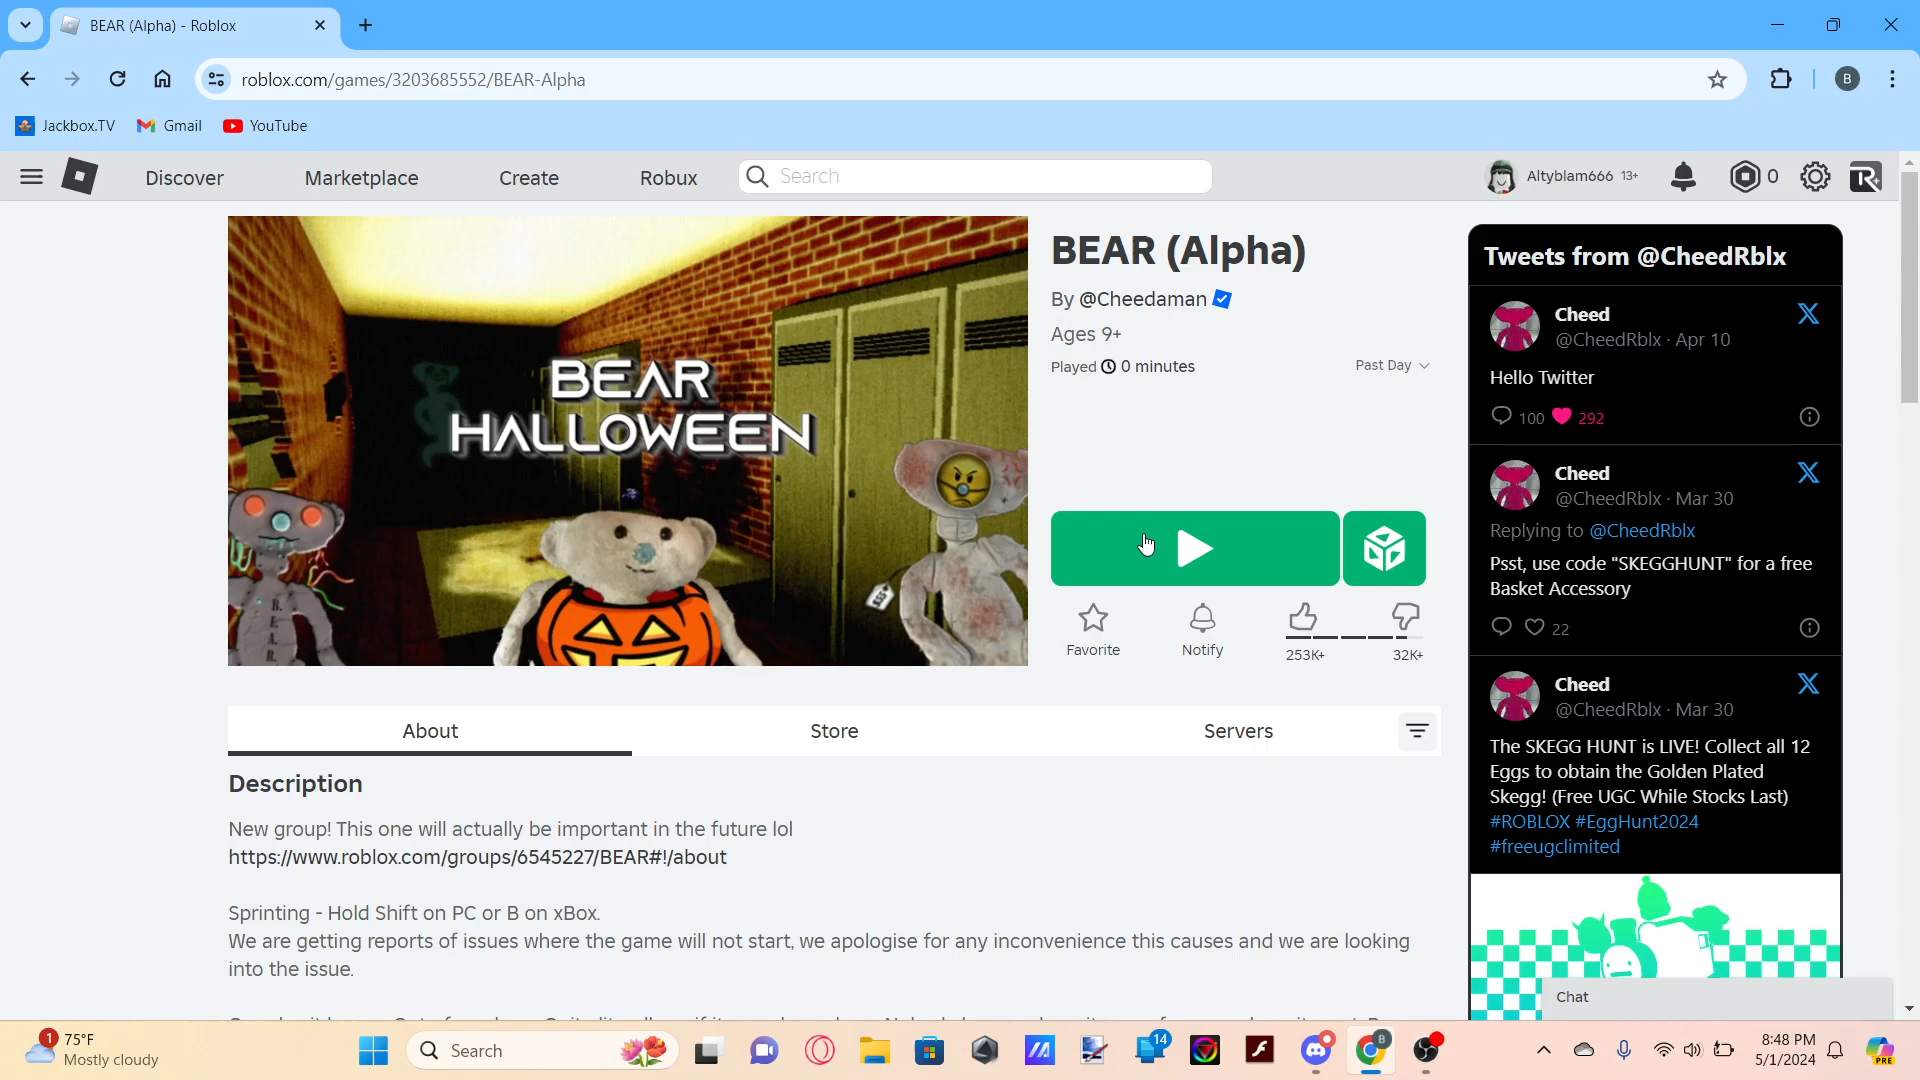 BEAR (Alpha) - Roblox
roblox.com/games/3203685552/BEAR-Alpha
B
Jackbox.TV
Gmail
YouTube
Discover
Marketplace
Create
Robux
Search
Altyblam666 13+
0
BEAR
HALLOWEEN
B.
E.
A.
R.
BEAR (Alpha)
By @Cheedaman
Ages 9+
Played 0 minutes
Past Day
Favorite
Notify
253K+
32K+
About
Store
Servers
Description
New group! This one will actually be important in the future lol
https://www.roblox.com/groups/6545227/BEAR#!/about
Sprinting - Hold Shift on PC or B on xBox.
We are getting reports of issues where the game will not start, we apologise for any inconvenience this causes and we are looking
into the issue.
Tweets from @CheedRblx
Cheed
@CheedRblx · Apr 10
Hello Twitter
100
292
Cheed
@CheedRblx · Mar 30
Replying to @CheedRblx
Psst, use code "SKEGGHUNT" for a free
Basket Accessory
22
Cheed
@CheedRblx · Mar 30
The SKEGG HUNT is LIVE! Collect all 12
Eggs to obtain the Golden Plated
Skegg! (Free UGC While Stocks Last)
#ROBLOX #EggHunt2024
#freeugclimited
Chat
1
75°F
Mostly cloudy
Search
14
B
8:48 PM
5/1/2024
PRE